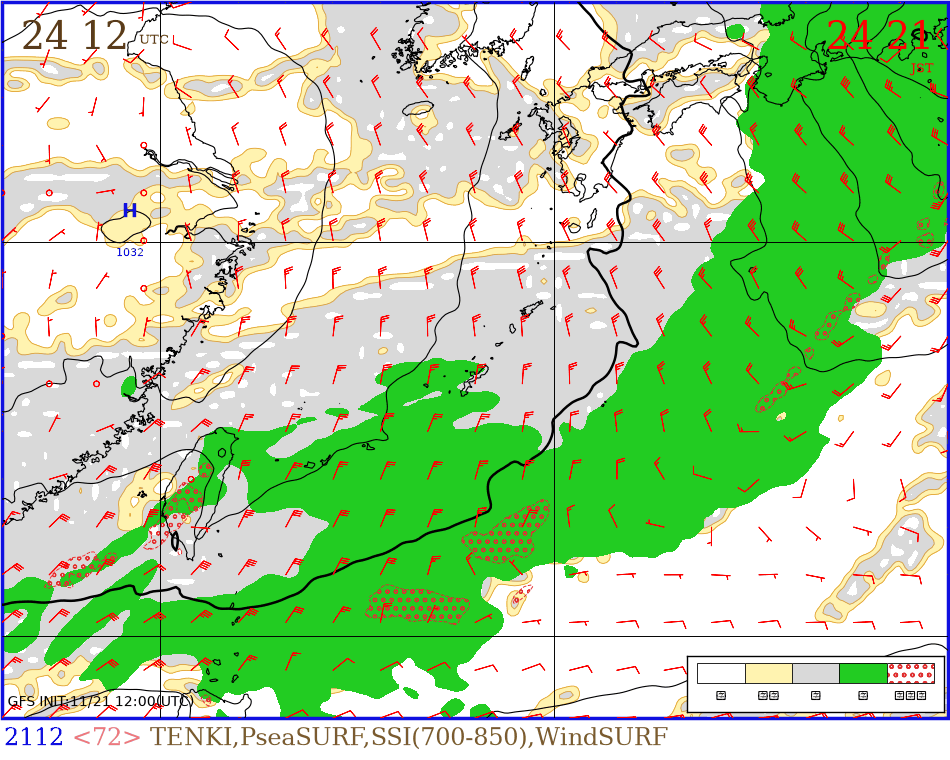 24 12 UTC
24 21
JST
H
1032
GFS INIT:11/21 12:00(UTC)
2112 <72> TENKI,PseaSURF,SSI(700-850),WindSURF